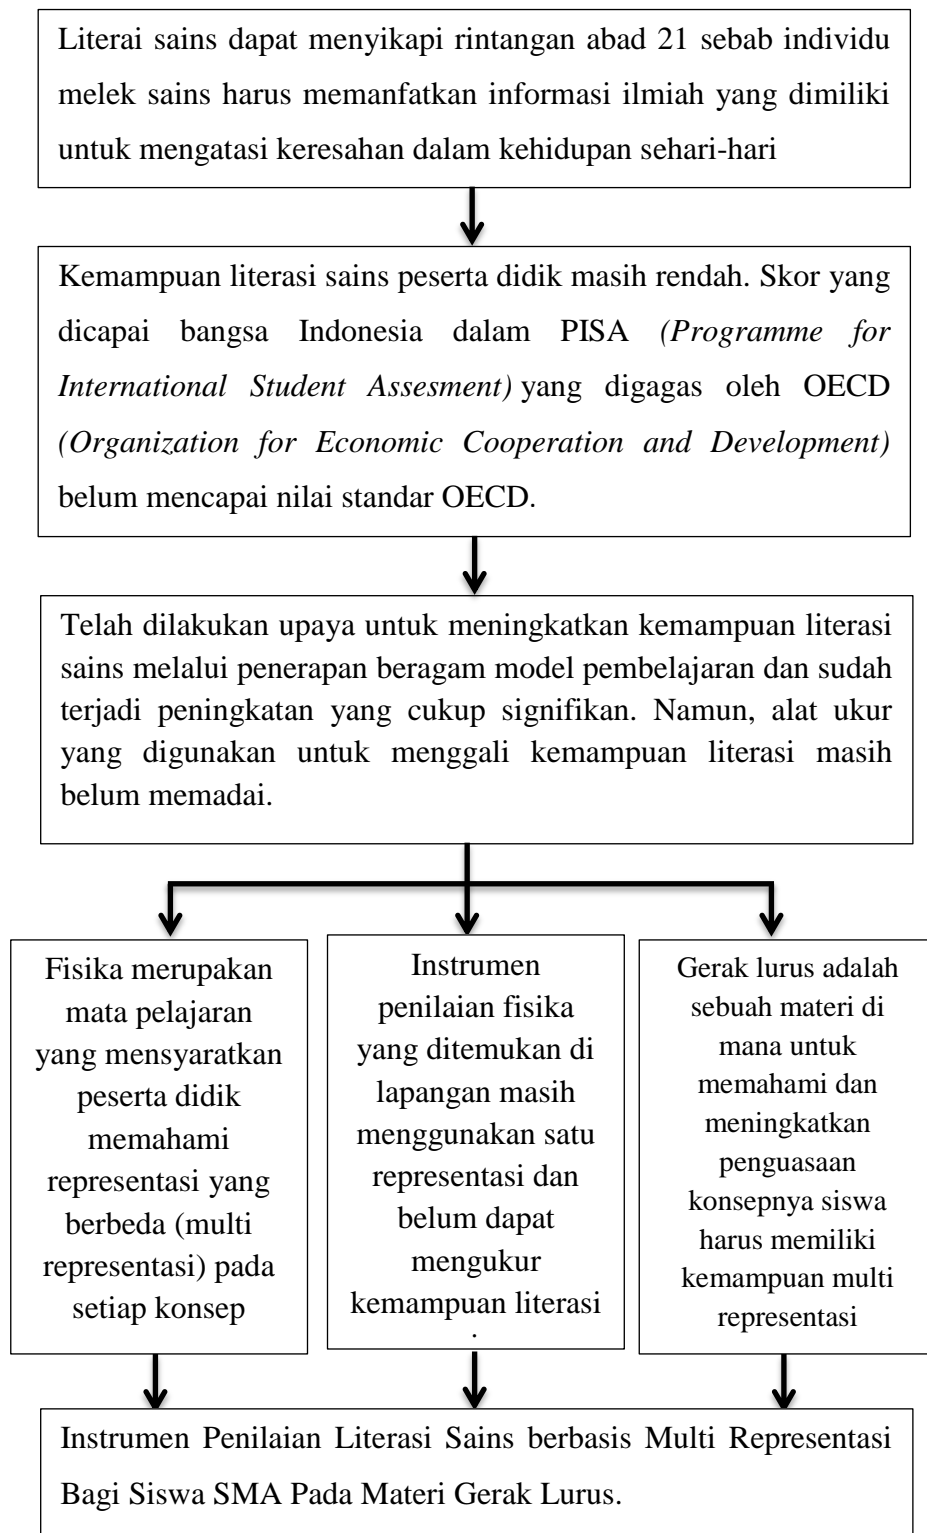 Literai sains dapat menyikapi rintangan abad 21 sebab individu
melek sains harus memanfatkan informasi ilmiah yang dimiliki
untuk mengatasi keresahan dalam kehidupan sehari-hari
Kemampuan literasi sains peserta didik masih rendah. Skor yang
dicapai bangsa Indonesia dalam PISA (Programme for
International Student Assesment) yang digagas oleh OECD
(Organization for Economic Cooperation and Development)
belum mencapai nilai standar OECD.
Telah dilakukan upaya untuk meningkatkan kemampuan literasi
sains melalui penerapan beragam model pembelajaran dan sudah
terjadi peningkatan yang cukup signifikan. Namun, alat ukur
yang digunakan untuk menggali kemampuan literasi masih
belum memadai.
Fisika merupakan
mata pelajaran
yang mensyaratkan
peserta didik
memahami
representasi yang
berbeda (multi
representasi) pada
setiap konsep
Instrumen
penilaian fisika
yang ditemukan di
lapangan masih
menggunakan satu
representasi dan
belum dapat
mengukur
kemampuan literasi
.
Gerak lurus adalah
sebuah materi di
mana untuk
memahami dan
meningkatkan
penguasaan
konsepnya siswa
harus memiliki
kemampuan multi
representasi
Instrumen Penilaian Literasi Sains berbasis Multi Representasi
Bagi Siswa SMA Pada Materi Gerak Lurus.